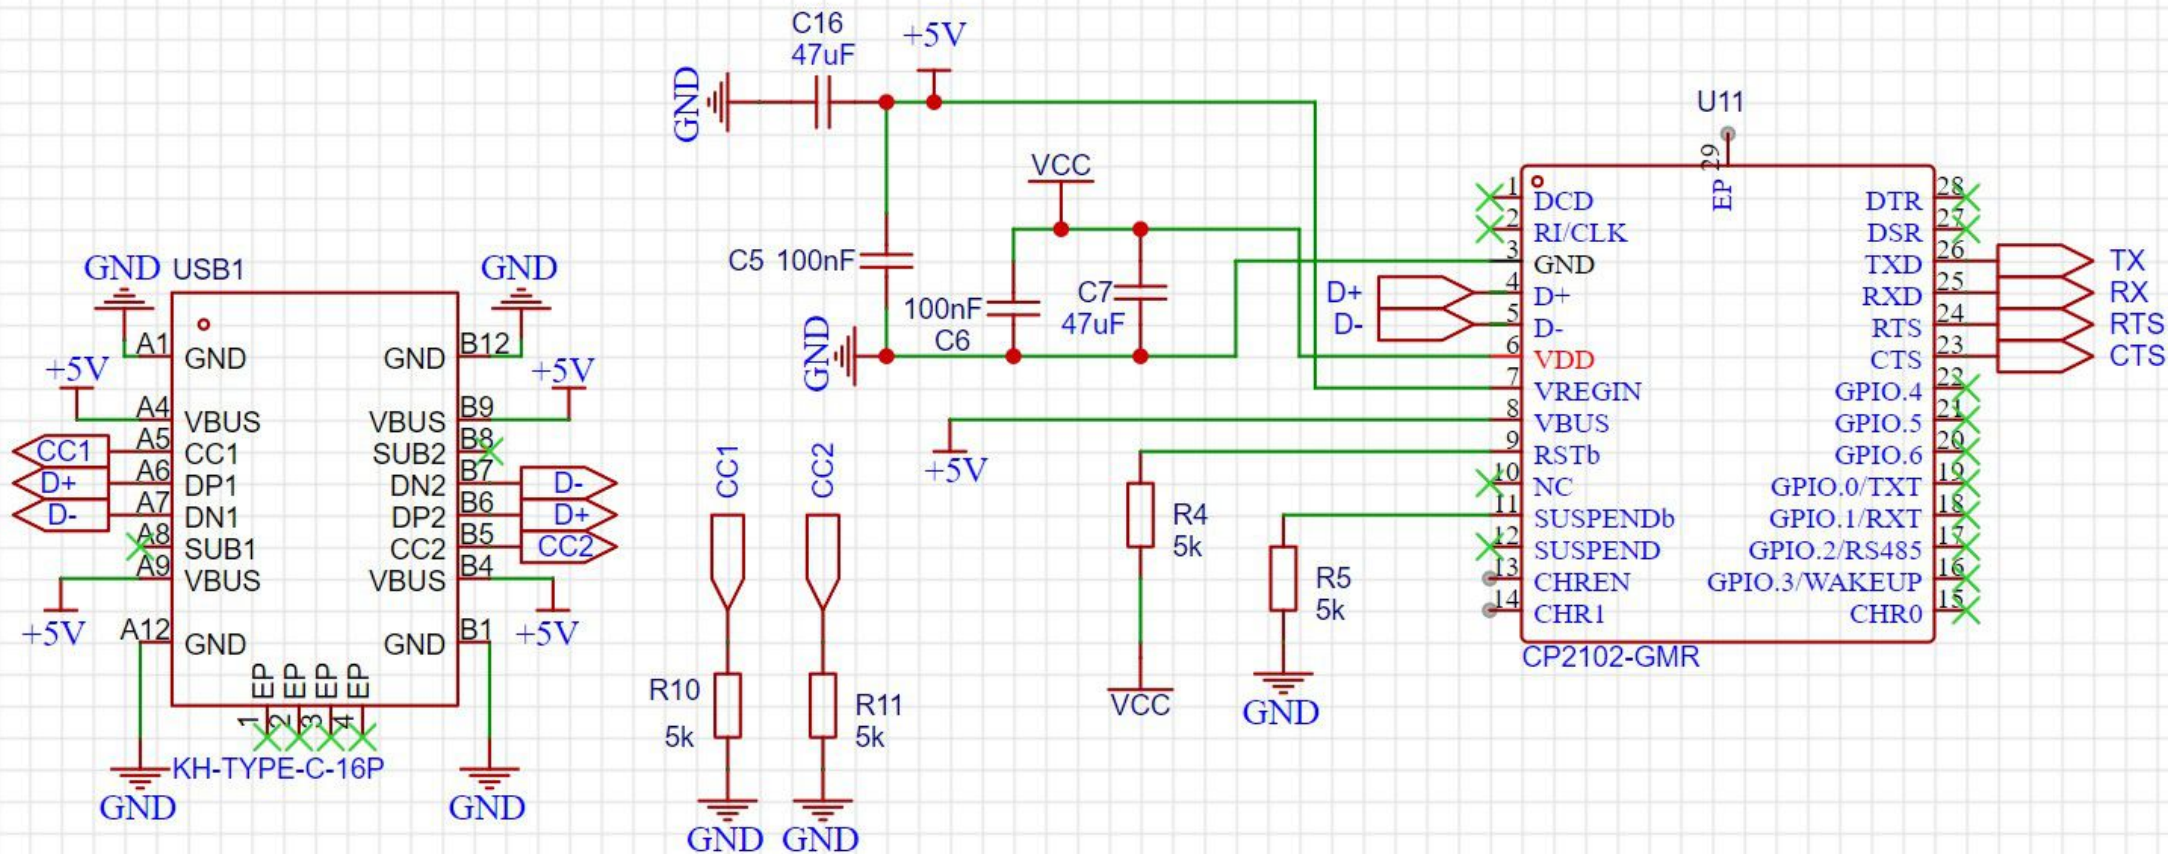 GND
USB1
GND
A1
GND
GND
B12
+5V
+5V
A4
VBUS
VBUS
B9
CC1
A5
CC1
SUB2
B8
D+
A6
DP1
DN2
B7
D-
D-
A7
DN1
DP2
B6
D+
A8
SUB1
CC2
B5
CC2
A9
VBUS
VBUS
B4
+5V
A12
GND
GND
B1
+5V
EP
EP
EP
EP
1
2
3
4
KH-TYPE-C-16P
GND
GND
C16
47uF
+5V
GND
VCC
C5 100nF
100nF
C6
C7
47uF
GND
D+
D-
+5V
CC1
CC2
R10
5k
R11
5k
GND
GND
R4
5k
VCC
R5
5k
GND
U11
29
EP
1
DCD
DTR
28
2
RI/CLK
DSR
27
3
GND
TXD
26
TX
4
D+
RXD
25
RX
5
D-
RTS
24
RTS
6
VDD
CTS
23
CTS
7
VREGIN
GPIO.4
22
8
VBUS
GPIO.5
21
9
RSTb
GPIO.6
20
10
NC
GPIO.0/TXT
19
11
SUSPENDb
GPIO.1/RXT
18
12
SUSPEND
GPIO.2/RS485
17
13
CHREN
GPIO.3/WAKEUP
16
14
CHR1
CHR0
15
CP2102-GMR